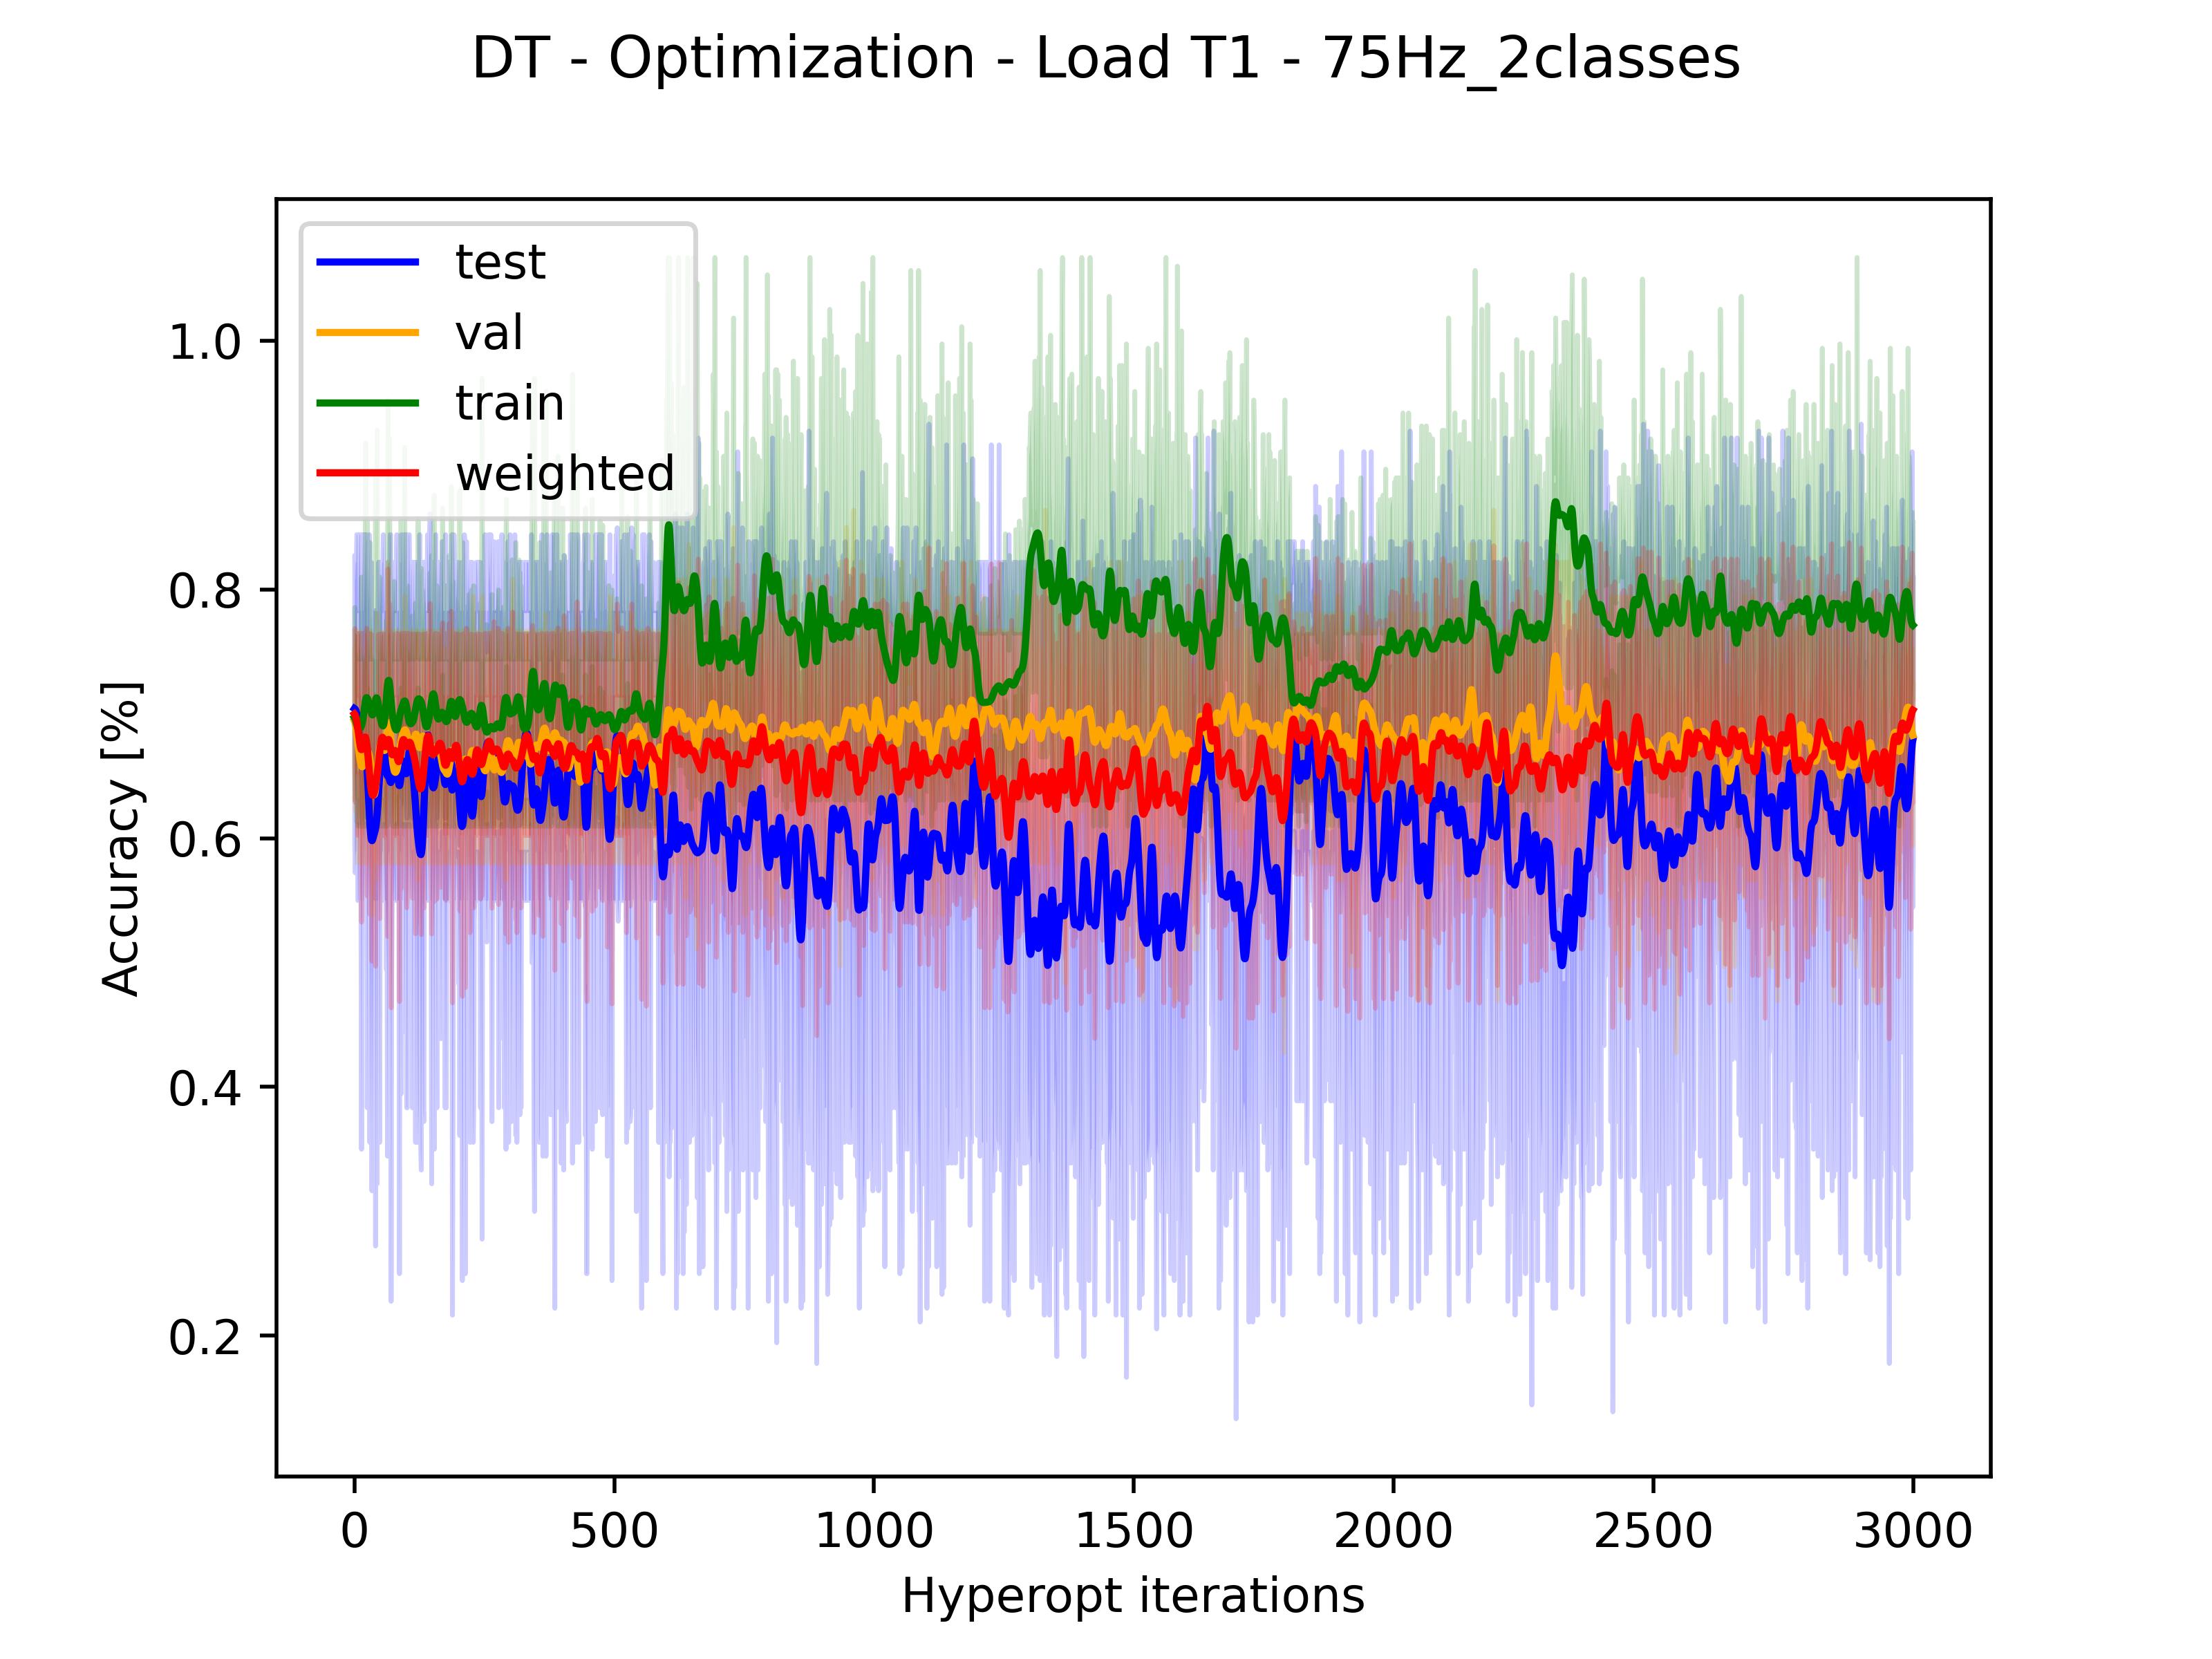 DT - Optimization - Load T1 - 75Hz_2classes
test
val
train
weighted
1.0
0.8
0.6
0.4
0.2
Accuracy [%]
0 500 1000 1500 2000 2500 3000
Hyperopt iterations